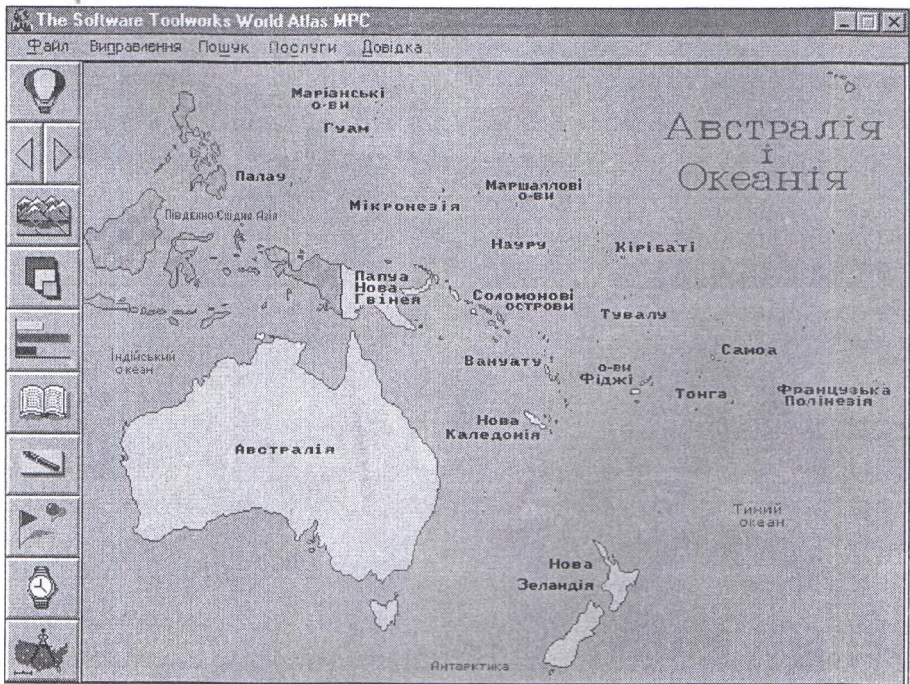 The Software Toolworks World Atlas MPC
Файл Виправлення Пошук Послуги Довідка
Маріанські
о-ви
Гуам
Австралія
і
Океанія
Палау
Мікронезія
Маршаллові
о-ви
Південно-Східна Азія
Науру
Кірібаті
Папуа
Нова
Гвінея
Соломонові
острови
Тувалу
Індійський
океан
Вануату
о-ви
Фіджі
Самоа
Тонга
Французська
Полінезія
Нова
Каледонія
Австралія
Тиxий
океан
Нова
Зеландія
Антарктика